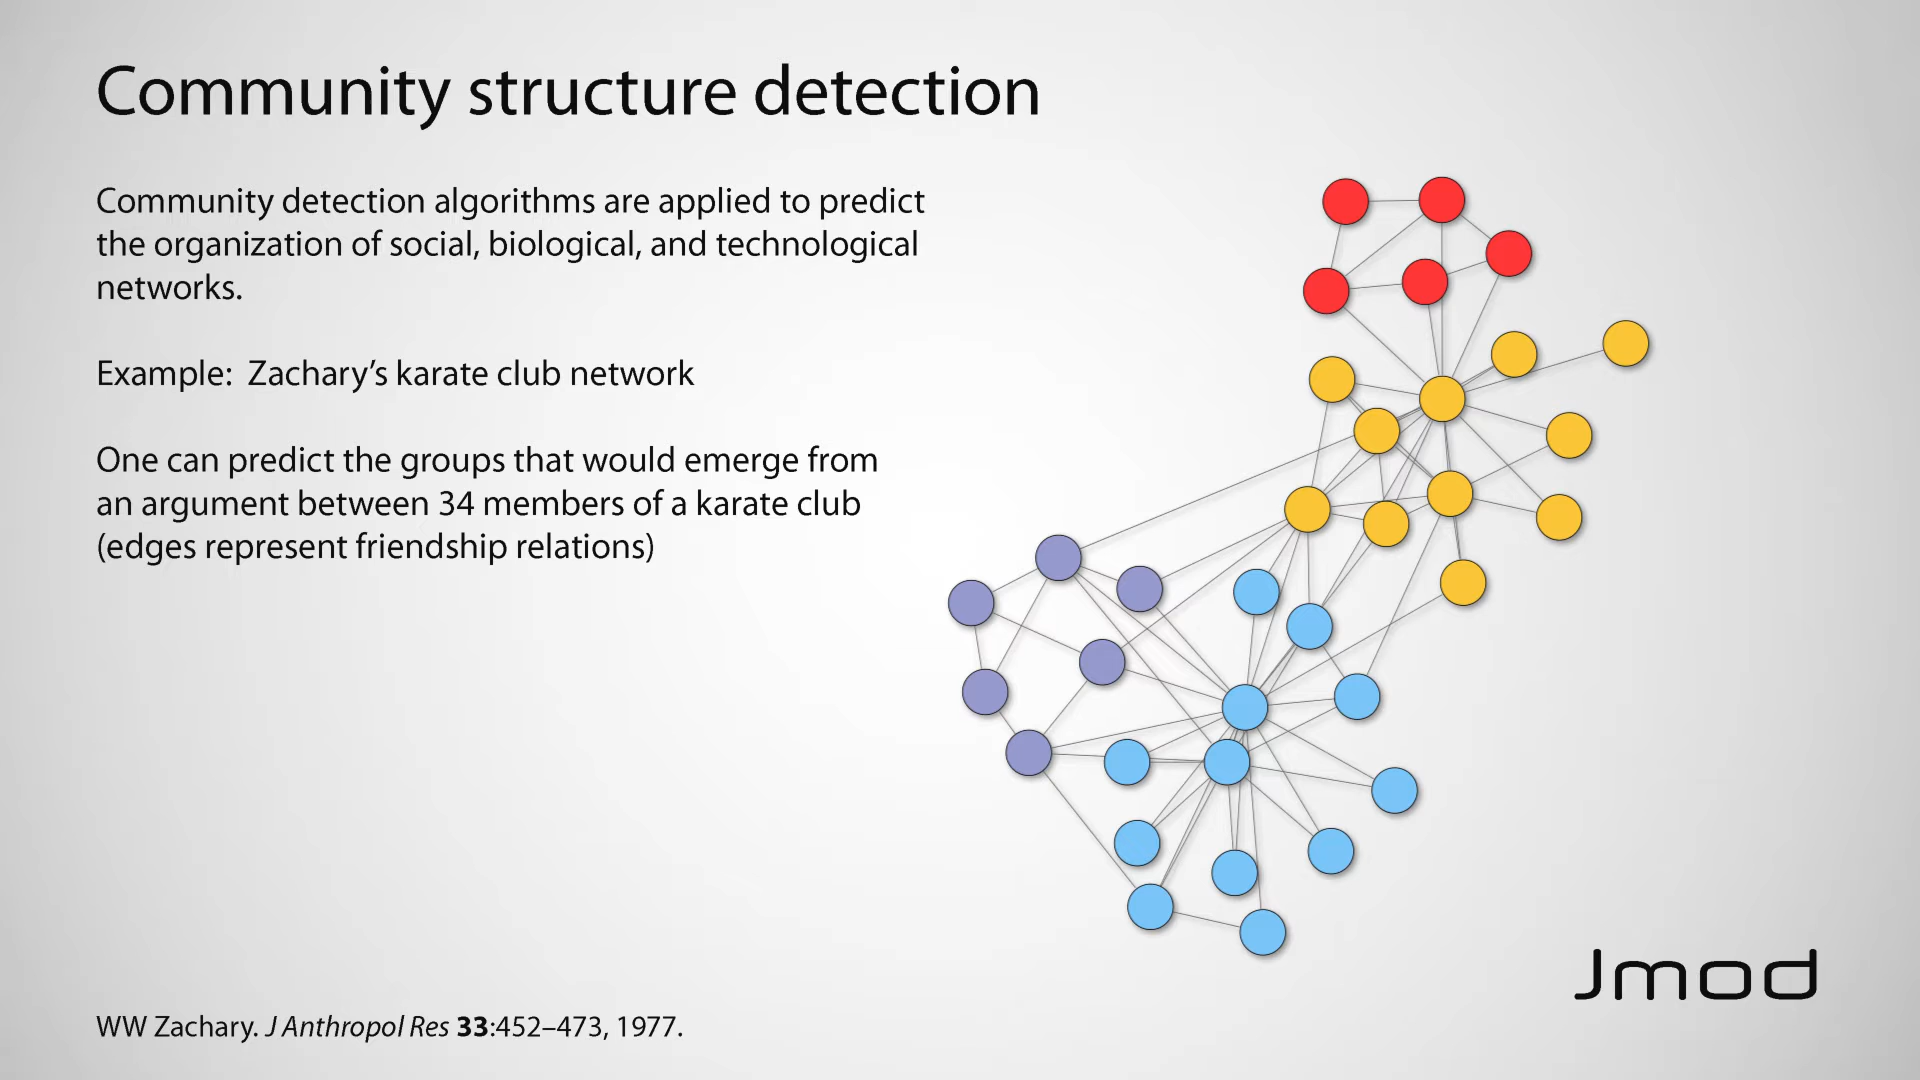 Community structure detection
Community detection algorithms are applied to predict
the organization of social, biological, and technological
networks.
Example:  Zachary’s karate club network
One can predict the groups that would emerge from
an argument between 34 members of a karate club
(edges represent friendship relations)
Jmod
WW Zachary. J Anthropol Res 33:452–473, 1977.